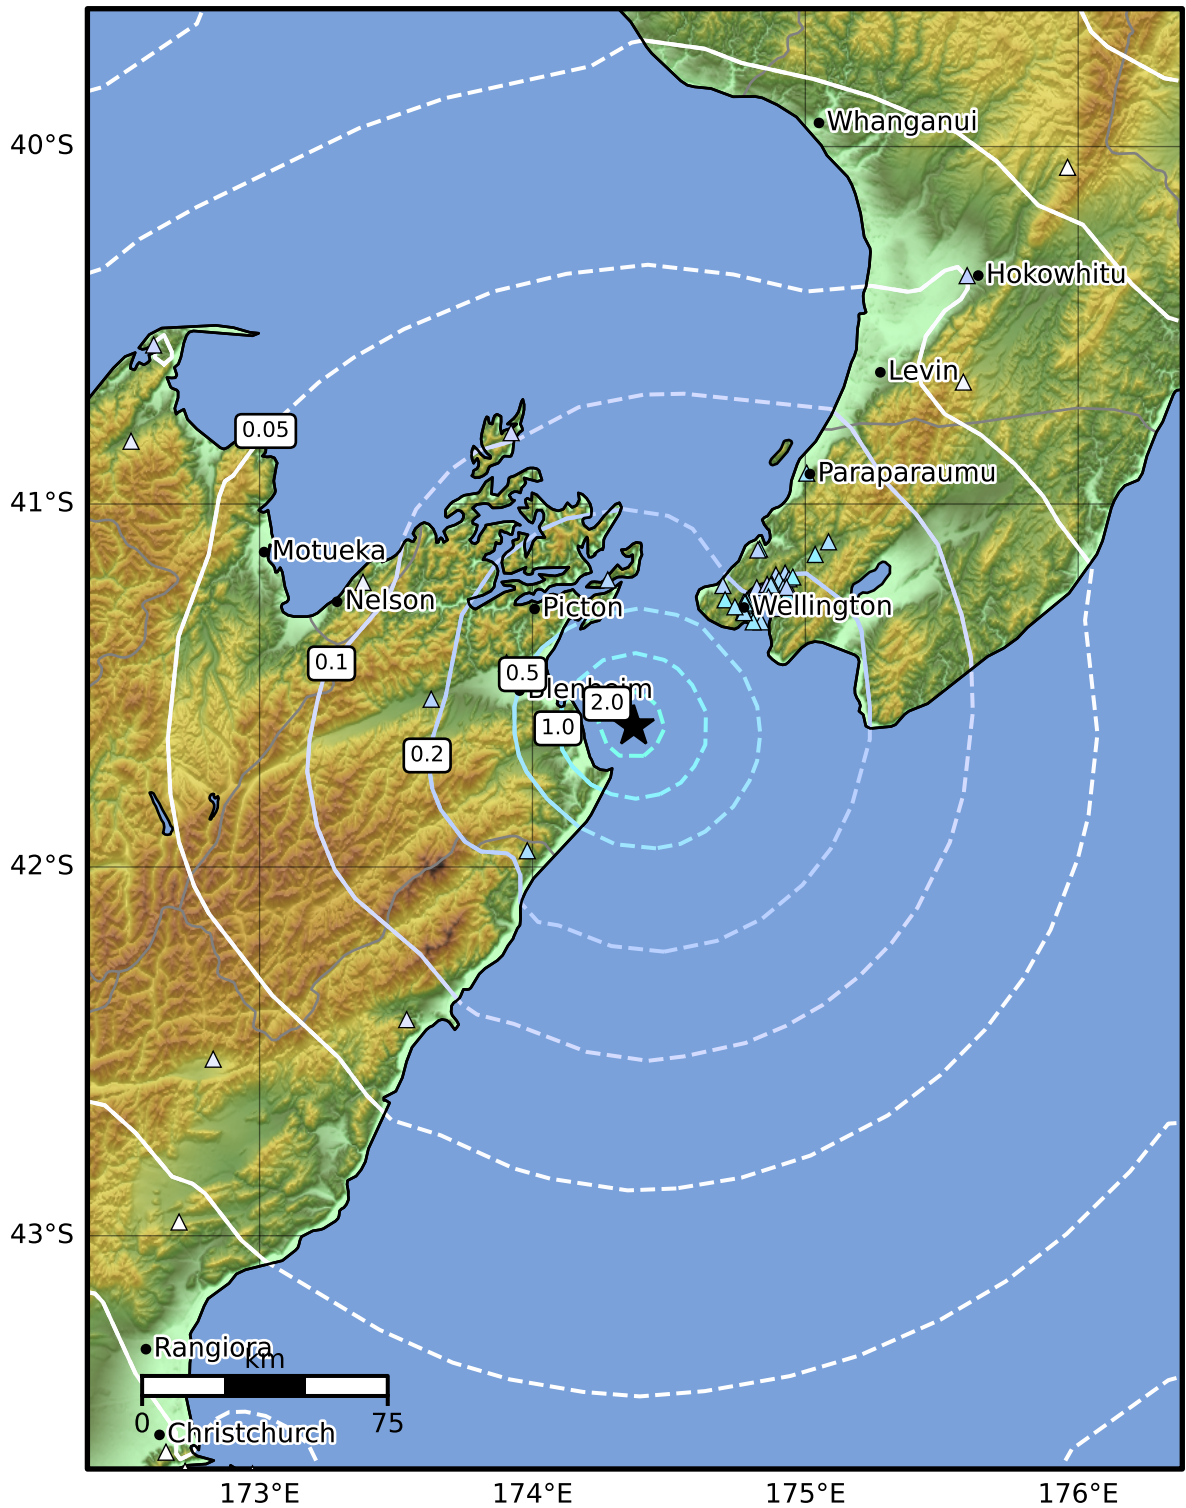 Whanganui
40°S
Hokowhitu
Levin
0.05
Paraparaumu
41°S
Motueka
Nelson
Picton
Wellington
0.1
0.5
Blenheim
2.0
1.0
0.2
42°S
43°S
Rangiora
km
0
75
Christchurch
173°E
174°E
175°E
176°E